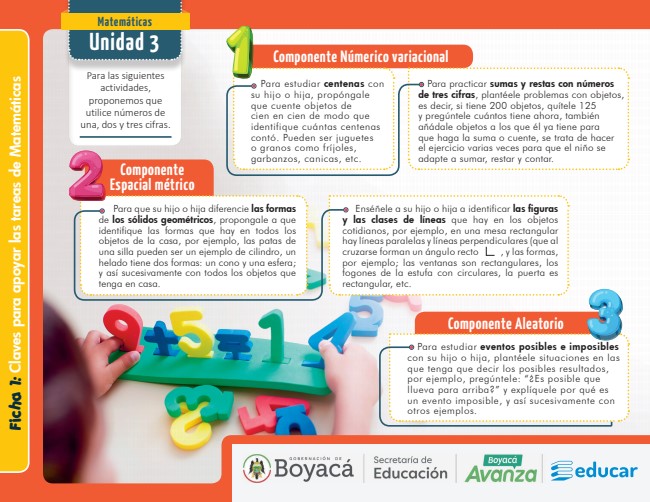 Matemáticas
Unidad 3
Para las siguientes
actividades,
proponemos que
utilice números de
una, dos y tres cifras.
Ficha 1: Claves para apoyar las tareas de Matemáticas
1
Componente Númerico variacional
Para estudiar centenas con
su hijo o hija, propóngale
que cuente objetos de
cien en cien de modo que
identifique cuántas centenas
contó. Pueden ser juguetes
o granos como fríjoles,
garbanzos, canicas, etc.
Para practicar sumas y restas con números
de tres cifras, plantéele problemas con objetos,
es decir, si tiene 200 objetos, quítele 125
y pregúntele cuántos tiene ahora, también
añádale objetos a los que él ya tiene para
que haga la suma o cuente, se trata de hacer
el ejercicio varias veces para que el niño se
adapte a sumar, restar y contar.
2
Componente
Espacial métrico
Para que su hijo o hija diferencie las formas
de los sólidos geométricos, propongale a que
identifique las formas que hay en todos los
objetos de la casa, por ejemplo, las patas de
una silla pueden ser un ejemplo de cilindro, un
helado tiene dos formas: un cono y una esfera;
y así sucesivamente con todos los objetos que
tenga en casa.
Enséñele a su hijo o hija a identificar las figuras
y las clases de líneas que hay en los objetos
cotidianos, por ejemplo, en una mesa rectangular
hay líneas paralelas y líneas perpendiculares (que al
cruzarse forman un ángulo recto , y las formas,
por ejemplo; las ventanas son rectangulares, los
fogones de la estufa con circulares, la puerta es
rectangular, etc.
3
Componente Aleatorio
Para estudiar eventos posibles e imposibles
con su hijo o hija, plantéele situaciones en las
que tenga que decir los posibles resultados,
por ejemplo, pregúntele: “?Es posible que
llueva para arriba?” y explíquele por qué es
un evento imposible, y así sucesivamente con
otros ejemplos.
9+5=14
3
8
GOBERNACIÓN DE
Boyacá
Secretaría de
Educación
Boyacá
Avanza
educar